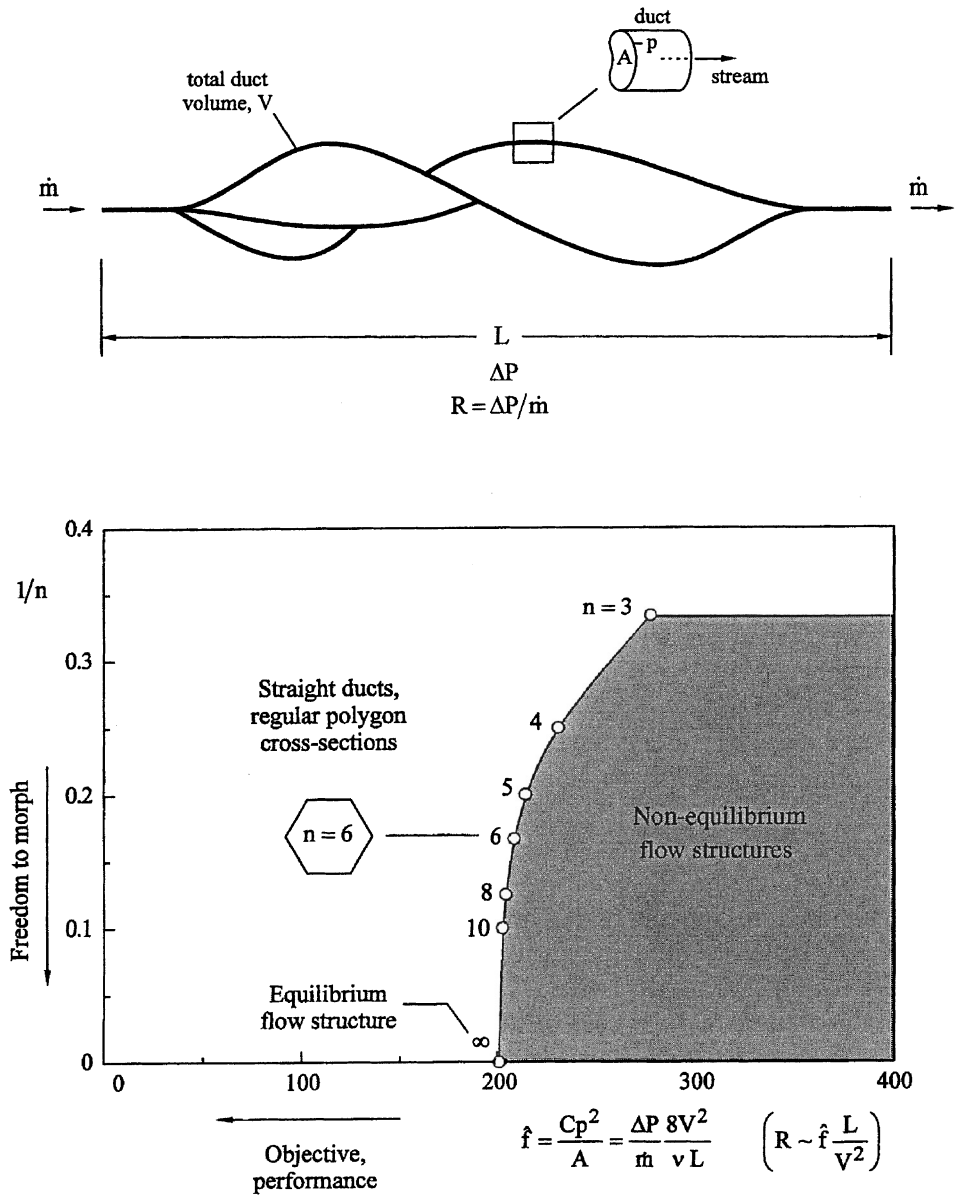 duct
A
p
stream
total duct
volume, V
ṁ
ṁ
L
ΔP
R = ΔP/ṁ
0.4
1/n
n = 3
0.3
Straight ducts,
regular polygon
cross-sections
4
5
0.2
n = 6
6
Non-equilibrium
flow structures
Freedom to morph
8
0.1
10
Equilibrium
flow structure
∞
0
0
100
200
300
400
f̂ = Cp²/A = ΔP/ṁ 8V²/ν L (R ~ f̂ L/V²)
Objective,
performance